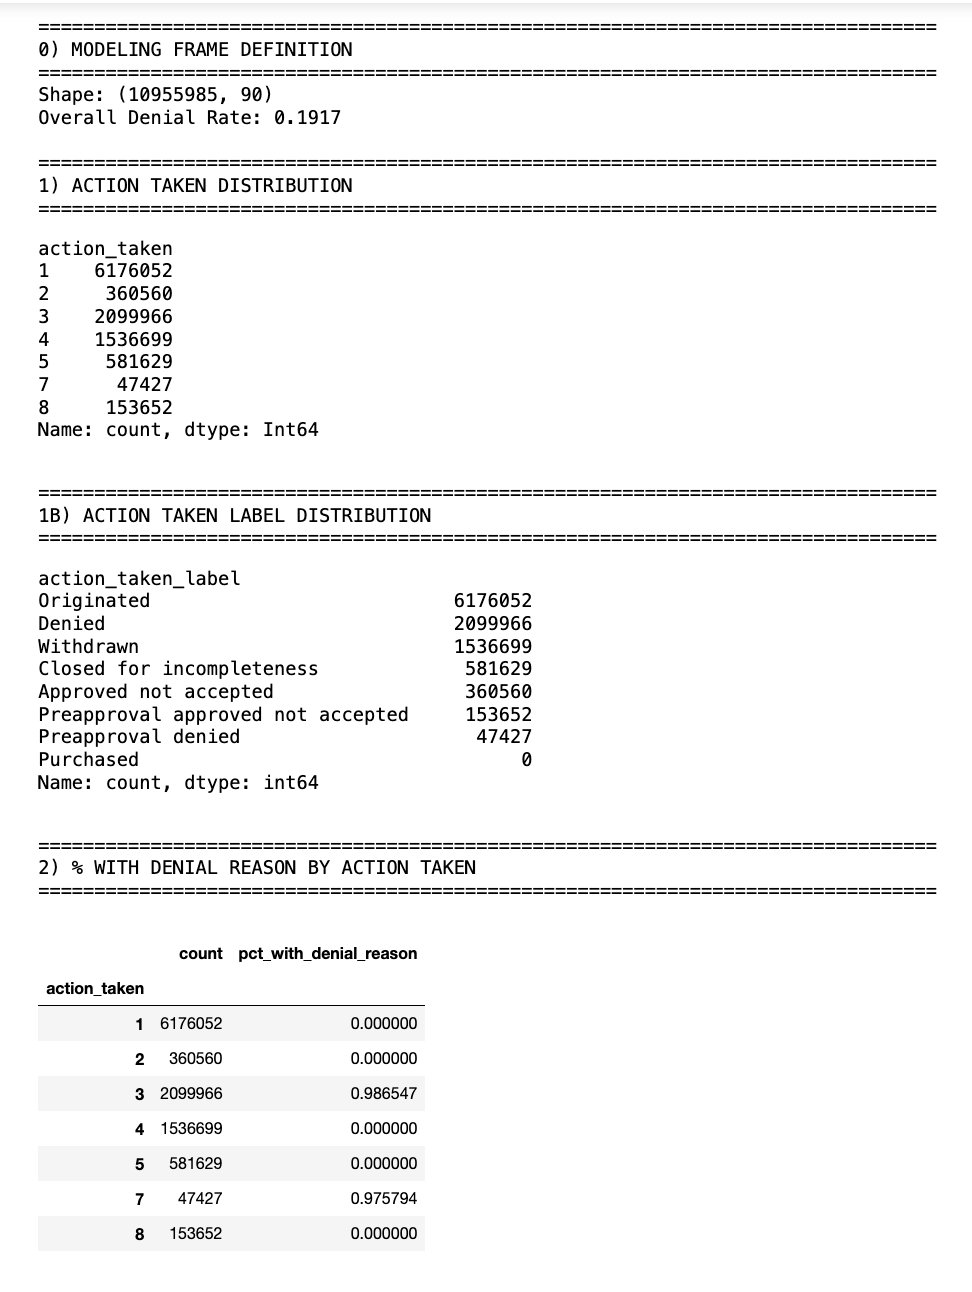 ================================================================================
0) MODELING FRAME DEFINITION
================================================================================
Shape: (10955985, 90)
Overall Denial Rate: 0.1917
================================================================================
1) ACTION TAKEN DISTRIBUTION
================================================================================
action_taken
1 6176052
2 360560
3 2099966
4 1536699
5 581629
7 47427
8 153652
Name: count, dtype: Int64
================================================================================
1B) ACTION TAKEN LABEL DISTRIBUTION
================================================================================
action_taken_label
Originated 6176052
Denied 2099966
Withdrawn 1536699
Closed for incompleteness 581629
Approved not accepted 360560
Preapproval approved not accepted 153652
Preapproval denied 47427
Purchased 0
Name: count, dtype: int64
================================================================================
2) % WITH DENIAL REASON BY ACTION TAKEN
================================================================================
count pct_with_denial_reason
action_taken
1 6176052 0.000000
2 360560 0.000000
3 2099966 0.986547
4 1536699 0.000000
5 581629 0.000000
7 47427 0.975794
8 153652 0.000000